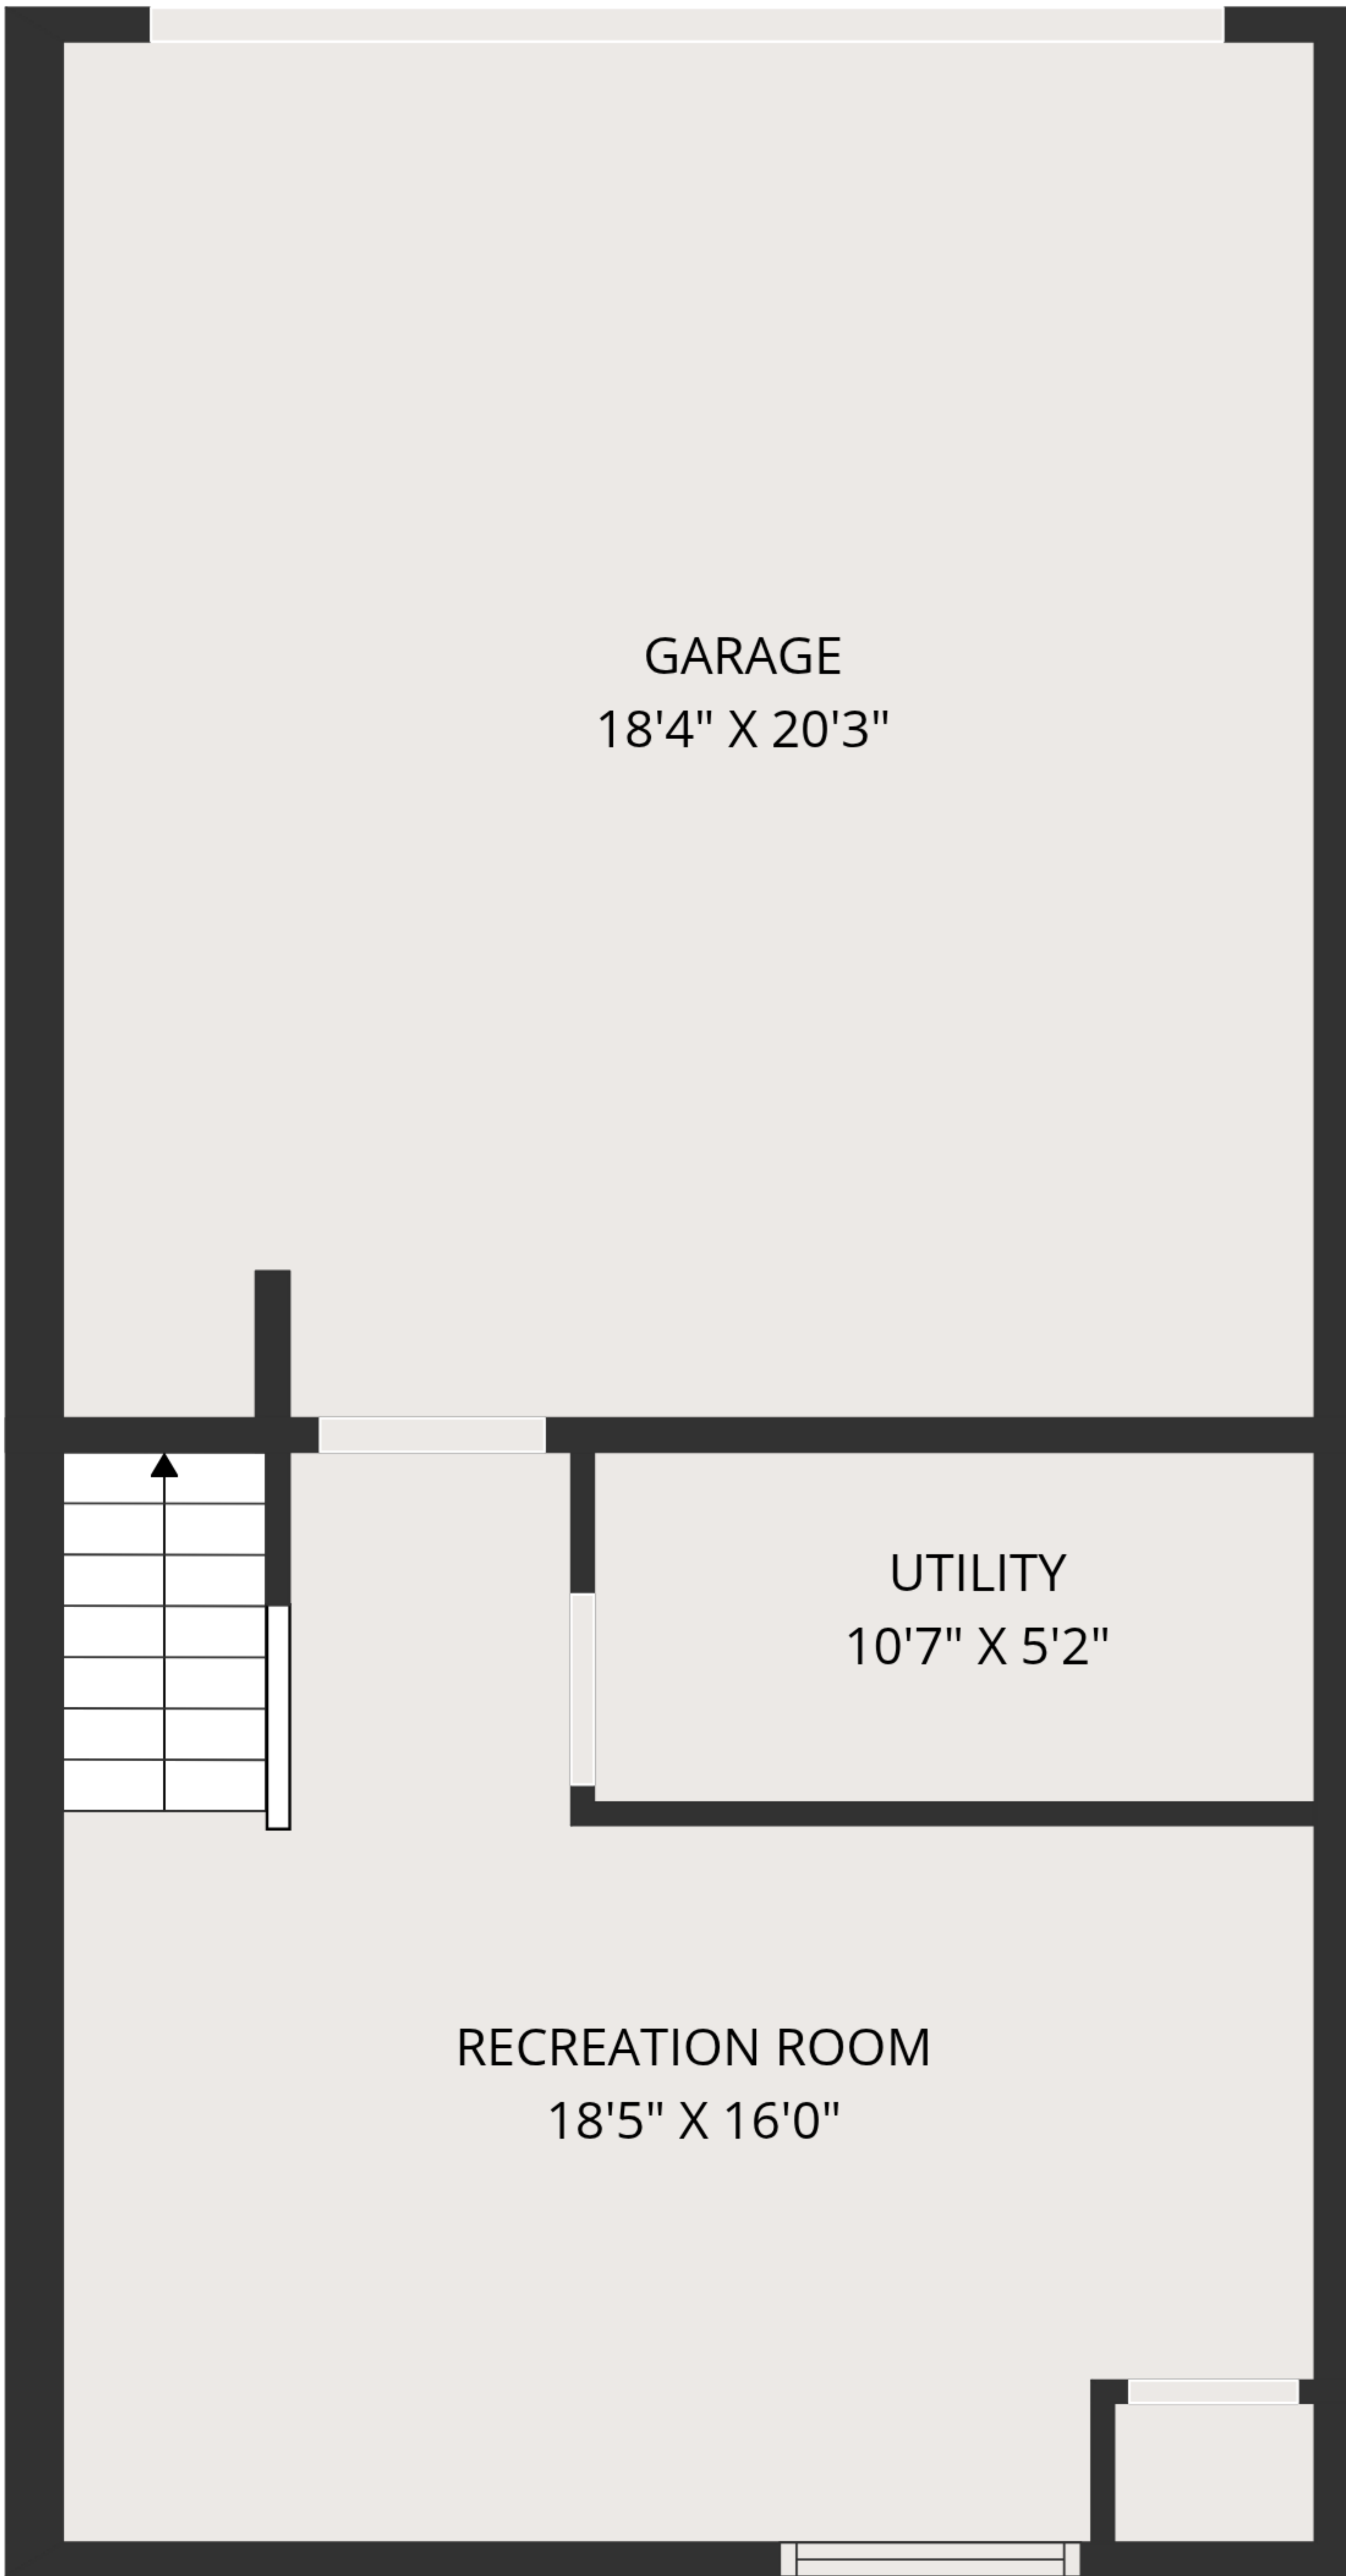 GARAGE
18'4" X 20'3"
UTILITY
10'7" X 5'2"
RECREATION ROOM
18'5" X 16'0"